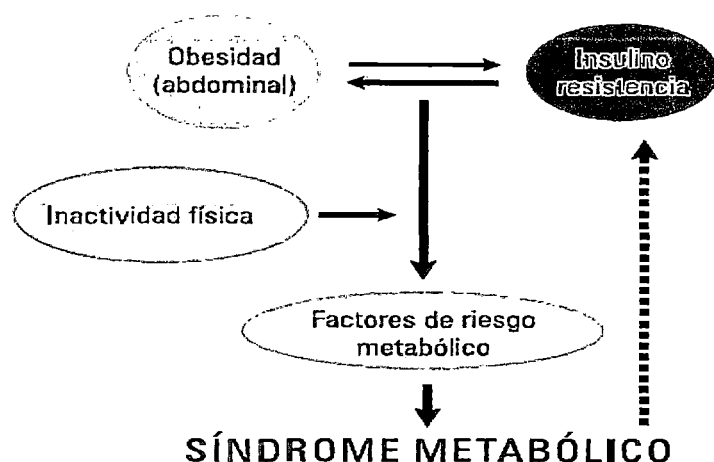 Obesidad
(abdominal)
Insulino
resistencia
Inactividad física
Factores de riesgo
metabólico
SÍNDROME METABÓLICO